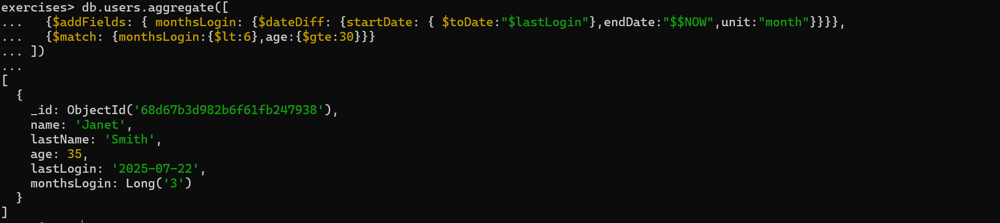 exercises> db.users.aggregate([
...   {$addFields: { monthsLogin: {$dateDiff: {startDate: { $toDate:"$lastLogin"},endDate:"$$NOW",unit:"month"}}}},
...   {$match: {monthsLogin:{$lt:6},age:{$gte:30}}}
... ])
...
[
  {
    _id: ObjectId('68d67b3d982b6f61fb247938'),
    name: 'Janet',
    lastName: 'Smith',
    age: 35,
    lastLogin: '2025-07-22',
    monthsLogin: Long('3')
  }
]